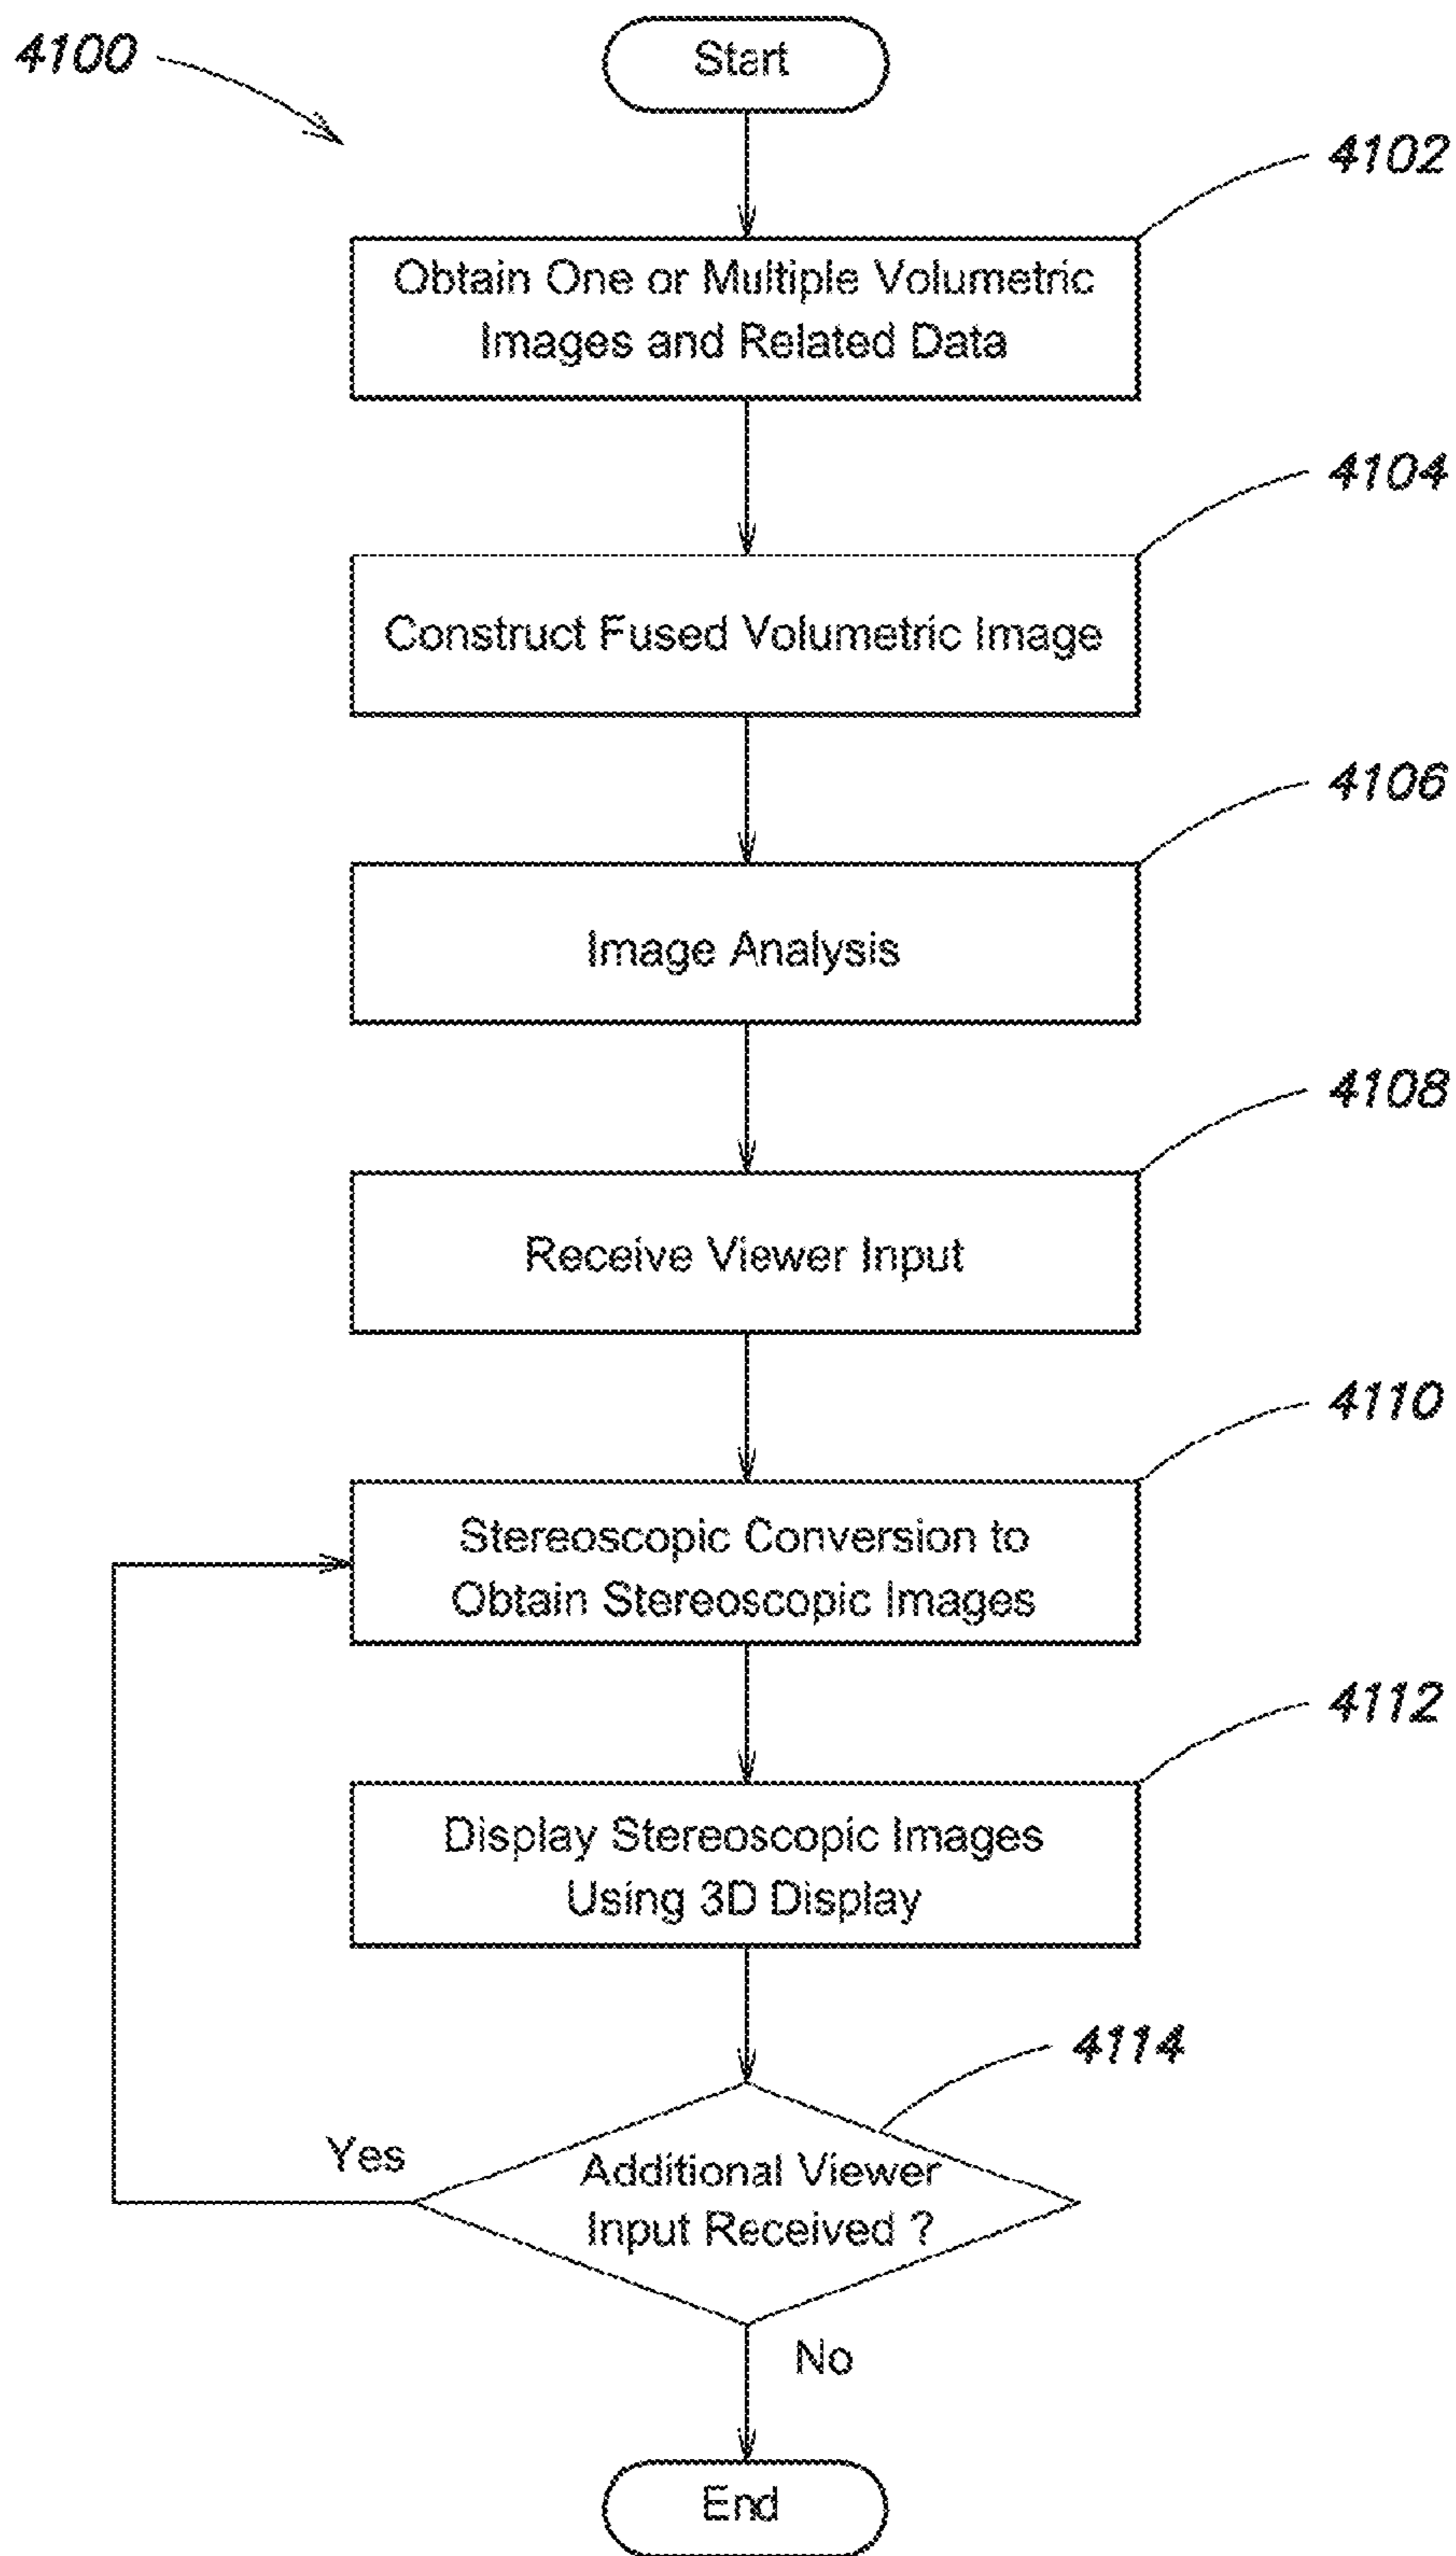 4100
Start
4102
Obtain One or Multiple Volumetric
Images and Related Data
4104
Construct Fused Volumetric Image
4106
Image Analysis
4108
Receive Viewer Input
4110
Stereoscopic Conversion to
Obtain Stereoscopic Images
4112
Display Stereoscopic Images
Using 3D Display
4114
Yes
Additional Viewer
Input Received ?
No
End